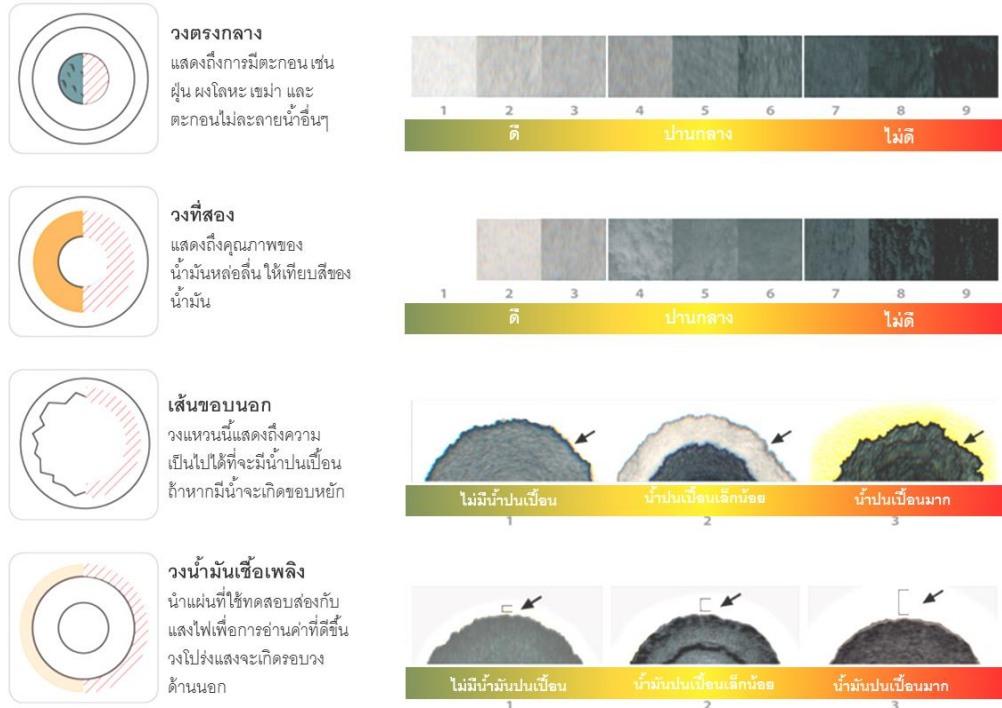 วงตรงกลาง
แสดงถึงการมีตะกอน เช่น
ฝุ่น ผงโลหะ เขม่า และ
ตะกอนไม่ละลายน้ำอื่นๆ
1 2 3 4 5 6 7 8 9
ดี ปานกลาง ไม่ดี
วงที่สอง
แสดงถึงคุณภาพของ
น้ำมันหล่อลื่น ให้เทียบสีของ
น้ำมัน
1 2 3 4 5 6 7 8 9
ดี ปานกลาง ไม่ดี
เส้นขอบนอก
วงแหวนนี้แสดงถึงความ
เป็นไปได้ที่จะมีน้ำปนเปื้อน
ถ้าหากมีน้ำจะเกิดขอบหยัก
ไม่มีน้ำปนเปื้อน น้ำปนเปื้อนเล็กน้อย น้ำปนเปื้อนมาก
1 2 3
วงน้ำมันเชื้อเพลิง
นำแผ่นที่ใช้ทดสอบส่องกับ
แสงไฟเพื่อการอ่านค่าที่ดีขึ้น
วงโปร่งแสงจะเกิดรอบวง
ด้านนอก
ไม่มีน้ำมันปนเปื้อน น้ำมันปนเปื้อนเล็กน้อย น้ำมันปนเปื้อนมาก
1 2 3